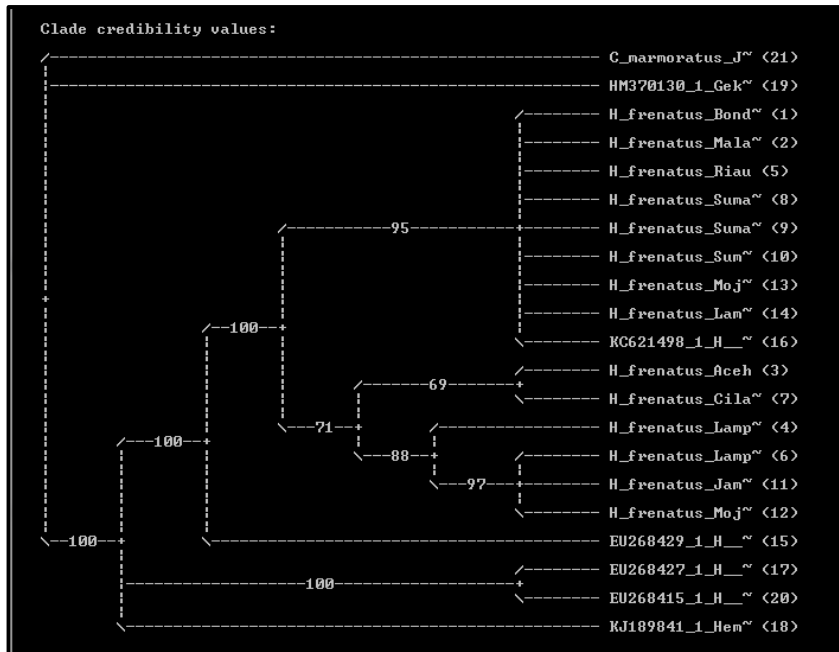 Clade credibility values:
C_marmoratus_J~ (21)
HM370130_1_Gek~ (19)
H_frenatus_Bond~ (1)
H_frenatus_Mala~ (2)
H_frenatus_Riau (5)
H_frenatus_Suma~ (8)
95 H_frenatus_Suma~ (9)
H_frenatus_Sum~ (10)
H_frenatus_Moj~ (13)
H_frenatus_Lam~ (14)
100
KC621498_1_H__~ (16)
H_frenatus_Aceh (3)
69
H_frenatus_Cila~ (7)
71 H_frenatus_Lamp~ (4)
100
88 H_frenatus_Lamp~ (6)
97 H_frenatus_Jam~ (11)
H_frenatus_Moj~ (12)
100 EU268429_1_H__~ (15)
EU268427_1_H__~ (17)
100
EU268415_1_H__~ (20)
KJ189841_1_Hem~ (18)